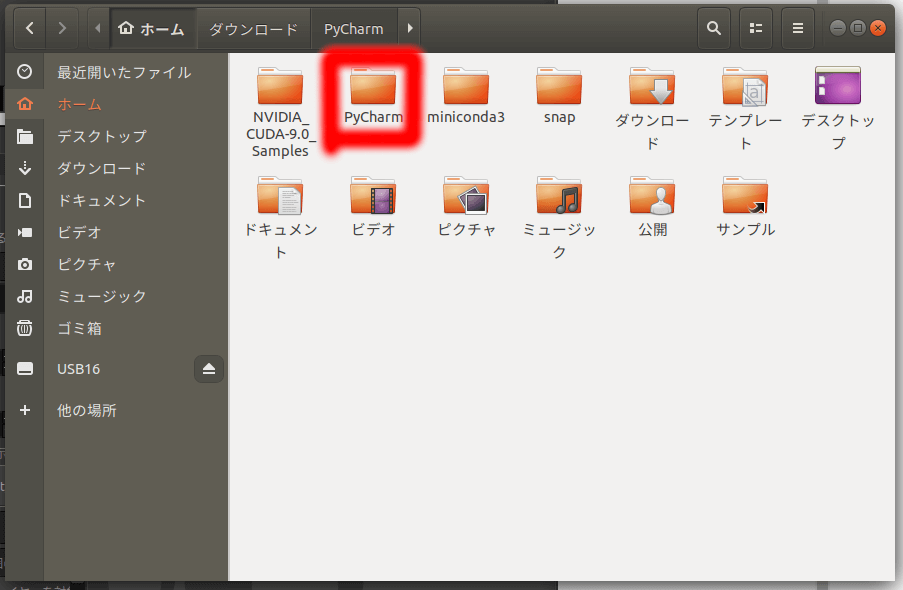 ホーム ダウンロード PyCharm
最近開いたファイル
ホーム
デスクトップ
ダウンロード
ドキュメント
ビデオ
ピクチャ
ミュージック
ゴミ箱
USB16
他の場所
NVIDIA_
CUDA-9.0_
Samples
PyCharm
miniconda3
snap
ダウンロー
ド
テンプレー
ト
デスクトッ
プ
ドキュメン
ト
ビデオ
ピクチャ
ミュージッ
ク
公開
サンプル